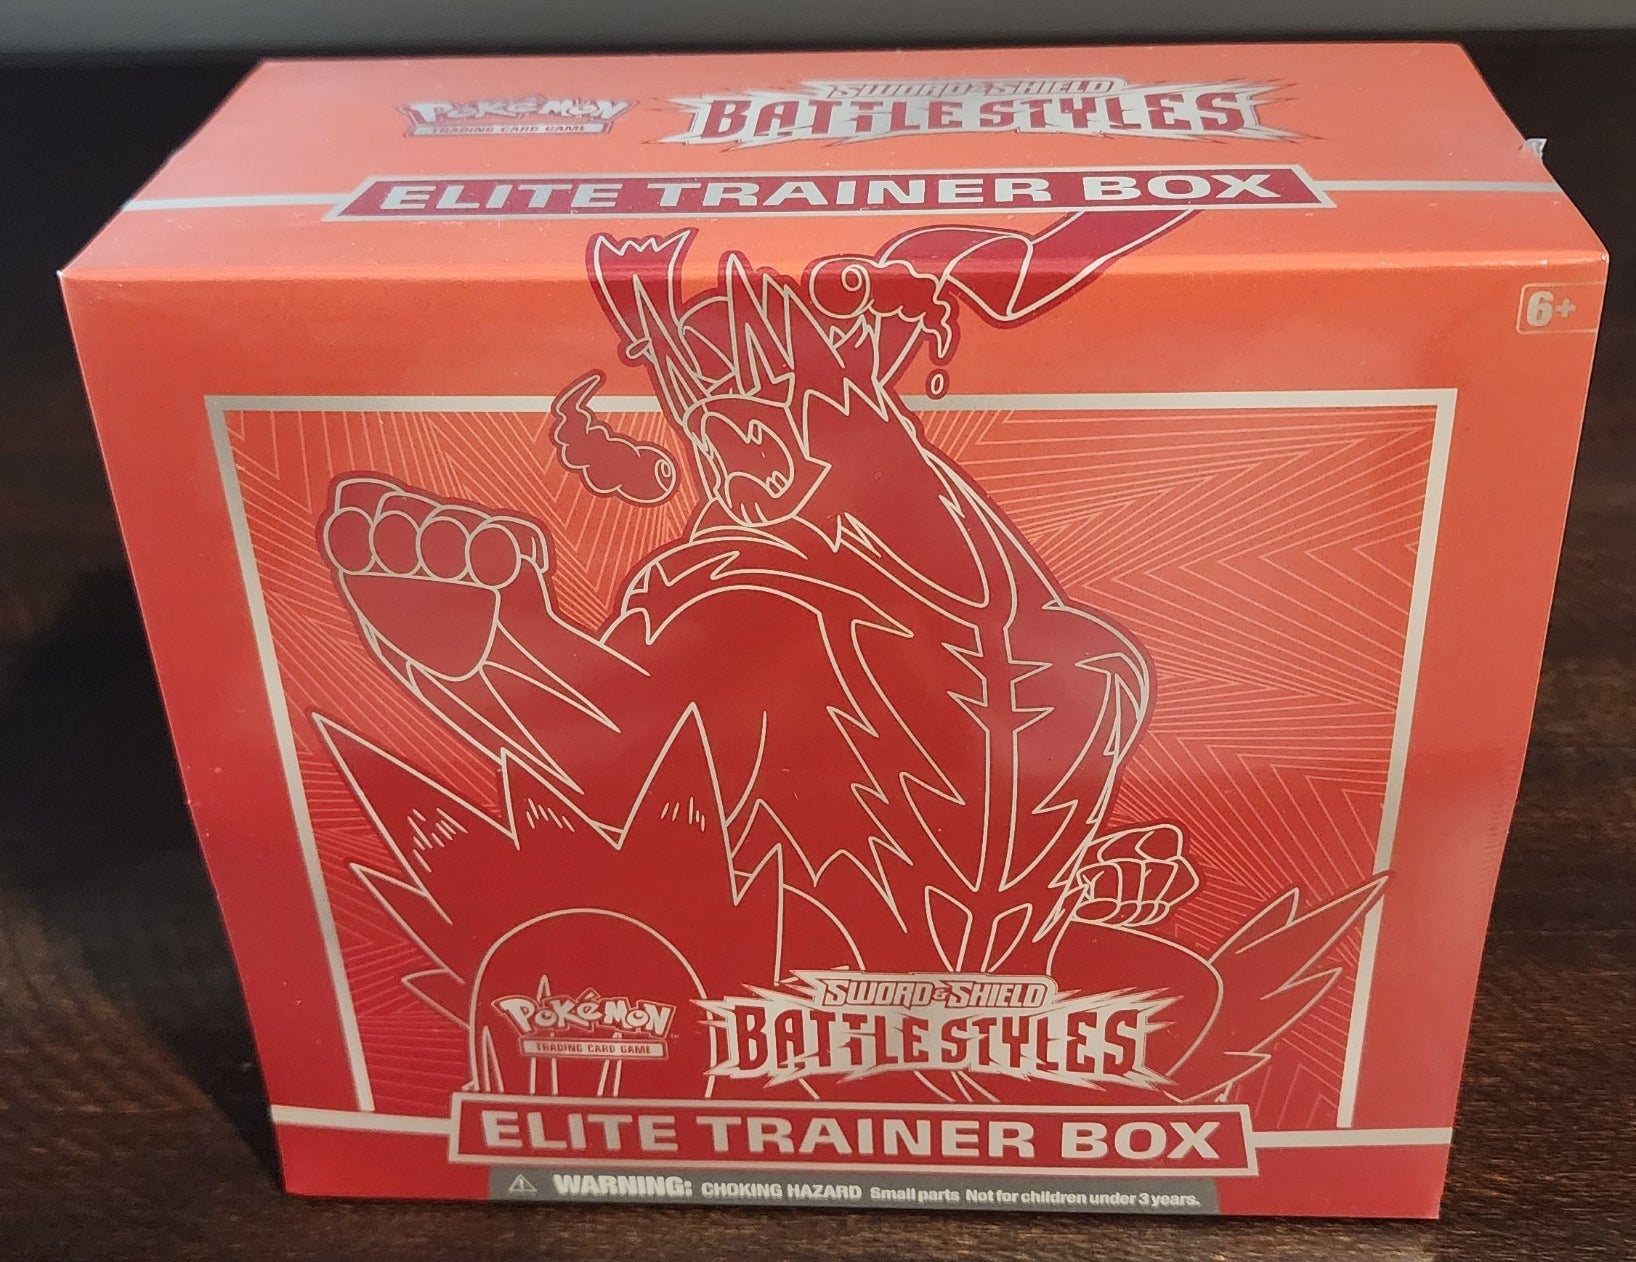 POKéMON
TRADING CARD GAME
SWORD & SHIELD
BATTLE STYLES
ELITE TRAINER BOX
6+
POKéMON
TRADING CARD GAME
SWORD & SHIELD
BATTLE STYLES
ELITE TRAINER BOX
WARNING: CHOKING HAZARD Small parts Not for children under 3 years.